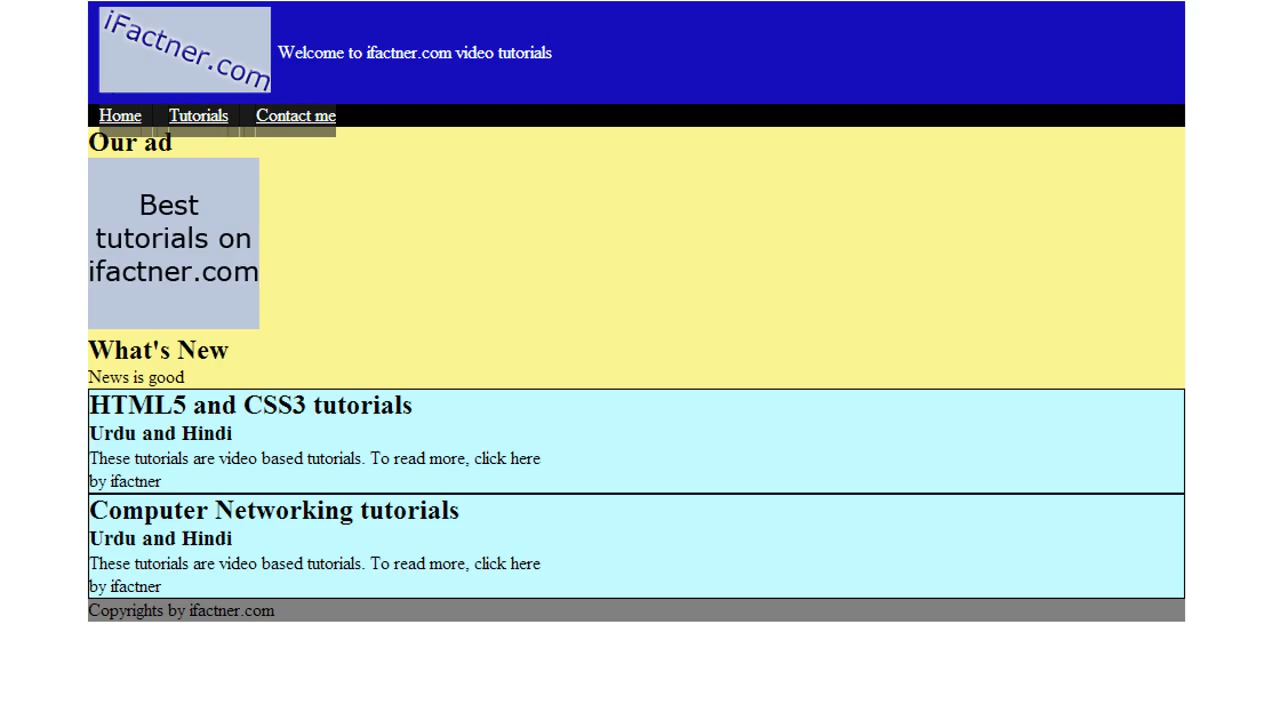 iFactner.com
Welcome to ifactner.com video tutorials
Home Tutorials Contact me
Our ad
Best
tutorials on
ifactner.com
What's New
News is good
HTML5 and CSS3 tutorials
Urdu and Hindi
These tutorials are video based tutorials. To read more, click here
by ifactner
Computer Networking tutorials
Urdu and Hindi
These tutorials are video based tutorials. To read more, click here
by ifactner
Copyrights by ifactner.com